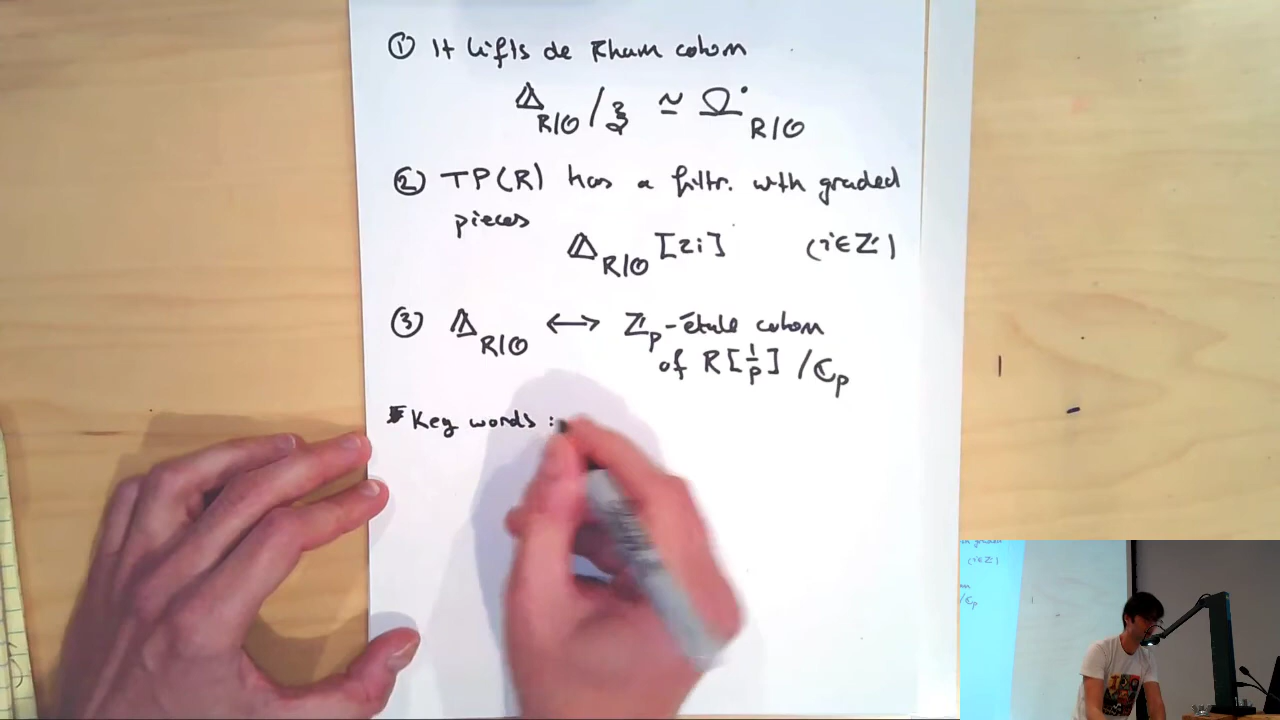 ① It lifts de Rham cohom
𝚫_{R/O} / ξ ≃ Ω^•_{R/O}
② TP(R) has a filtr. with graded
pieces
𝚫_{R/O} [2i] (i∈ℤ)
③ 𝚫_{R/O} ⟷ ℤ_p-étale cohom
of R[1/p] /ℂ_p
Key words :